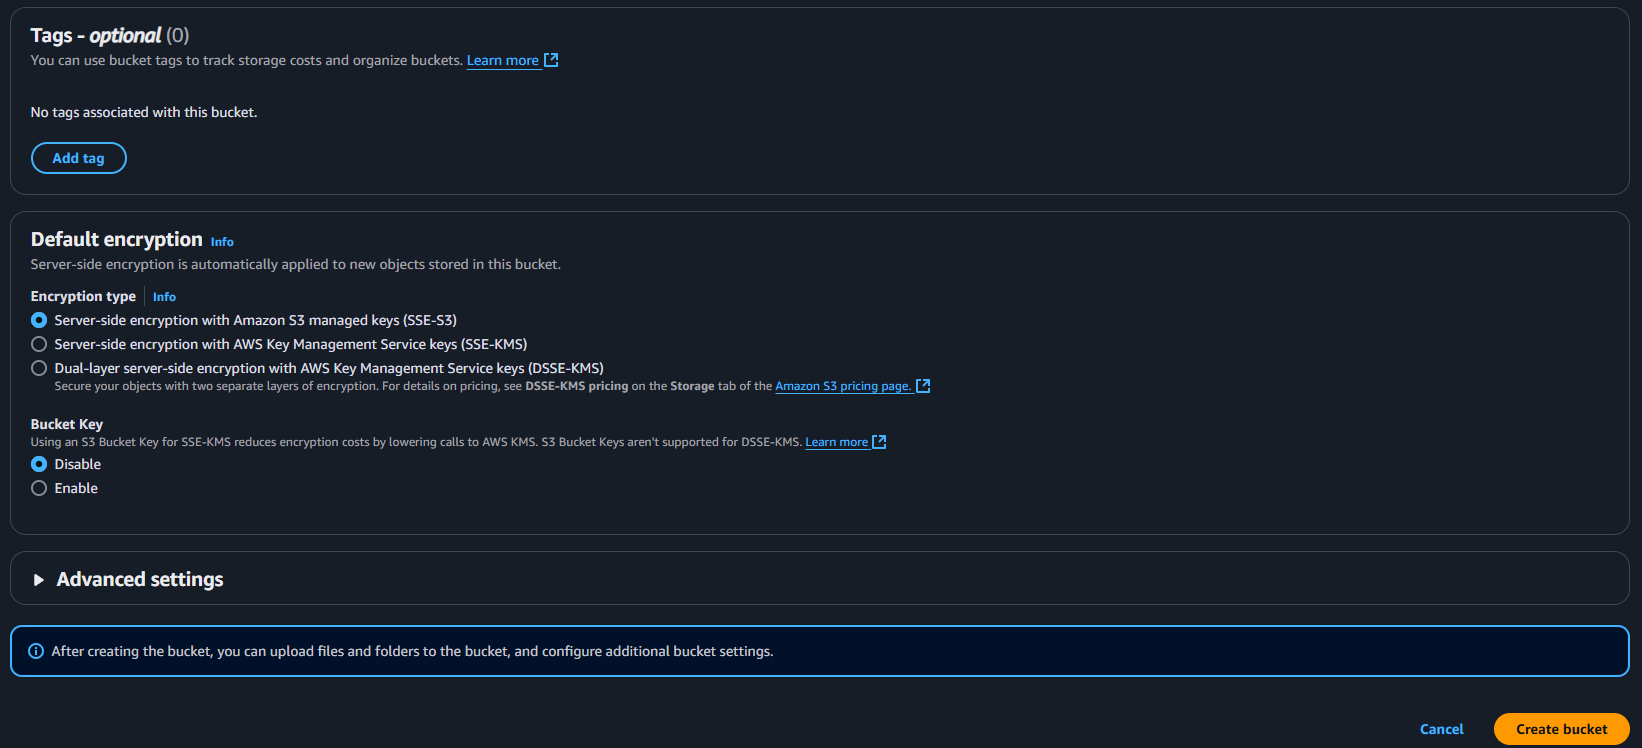 Tags - optional (0)
You can use bucket tags to track storage costs and organize buckets. Learn more
No tags associated with this bucket.
Add tag
Default encryption Info
Server-side encryption is automatically applied to new objects stored in this bucket.
Encryption type Info
Server-side encryption with Amazon S3 managed keys (SSE-S3)
Server-side encryption with AWS Key Management Service keys (SSE-KMS)
Dual-layer server-side encryption with AWS Key Management Service keys (DSSE-KMS)
Secure your objects with two separate layers of encryption. For details on pricing, see DSSE-KMS pricing on the Storage tab of the Amazon S3 pricing page.
Bucket Key
Using an S3 Bucket Key for SSE-KMS reduces encryption costs by lowering calls to AWS KMS. S3 Bucket Keys aren't supported for DSSE-KMS. Learn more
Disable
Enable
Advanced settings
After creating the bucket, you can upload files and folders to the bucket, and configure additional bucket settings.
Cancel Create bucket